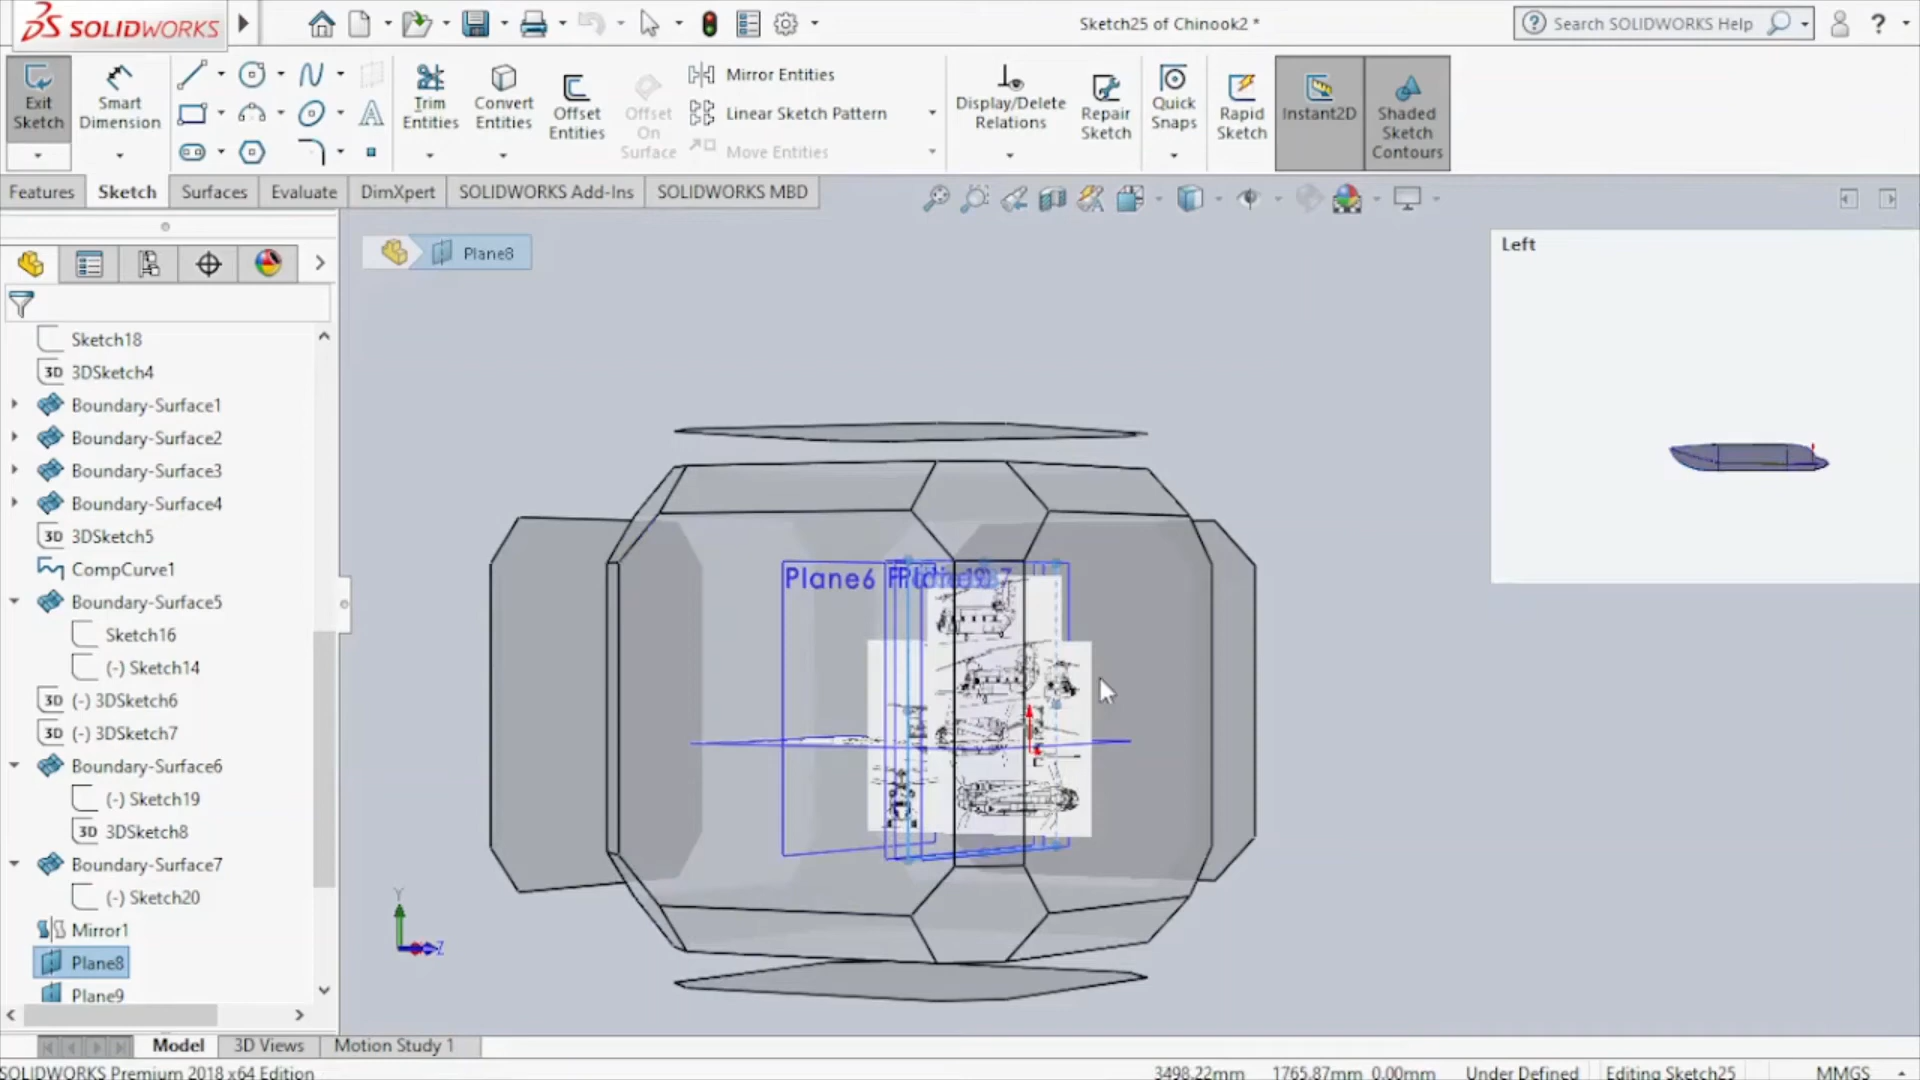 SOLIDWORKS
Sketch25 of Chinook2 *
Search SOLIDWORKS Help
?
Exit Sketch
Smart Dimension
Trim Entities
Convert Entities
Offset Entities
Offset On Surface
Mirror Entities
Linear Sketch Pattern
Move Entities
Display/Delete Relations
Repair Sketch
Quick Snaps
Rapid Sketch
Instant2D
Shaded Sketch Contours
Features
Sketch
Surfaces
Evaluate
DimXpert
SOLIDWORKS Add-Ins
SOLIDWORKS MBD
Plane8
Left
Sketch18
3D 3DSketch4
Boundary-Surface1
Boundary-Surface2
Boundary-Surface3
Boundary-Surface4
3D 3DSketch5
CompCurve1
Boundary-Surface5
Sketch16
(-) Sketch14
3D (-) 3DSketch6
3D (-) 3DSketch7
Boundary-Surface6
(-) Sketch19
3D 3DSketch8
Boundary-Surface7
(-) Sketch20
Mirror1
Plane8
Plane9
Plane6
Y
Z
Model
3D Views
Motion Study 1
SOLIDWORKS Premium 2018 x64 Edition
3498.22mm
1765.87mm
0.00mm
Under Defined
Editing Sketch25
MMGS